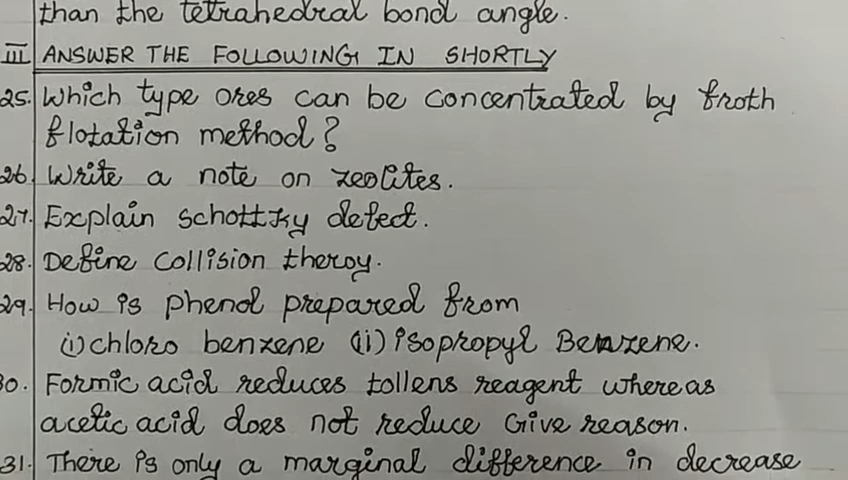 than the tetrahedral bond angle.
III ANSWER THE FOLLOWING IN SHORTLY
25. Which type ores can be concentrated by froth
flotation method?
26. Write a note on zeolites.
27. Explain schottky defect.
28. Define collision theroy.
29. How is phenol prepared from
(i) chloro benzene (ii) isopropyl Benzene.
30. Formic acid reduces tollens reagent where as
acetic acid does not reduce Give reason.
31. There is only a marginal difference in decrease